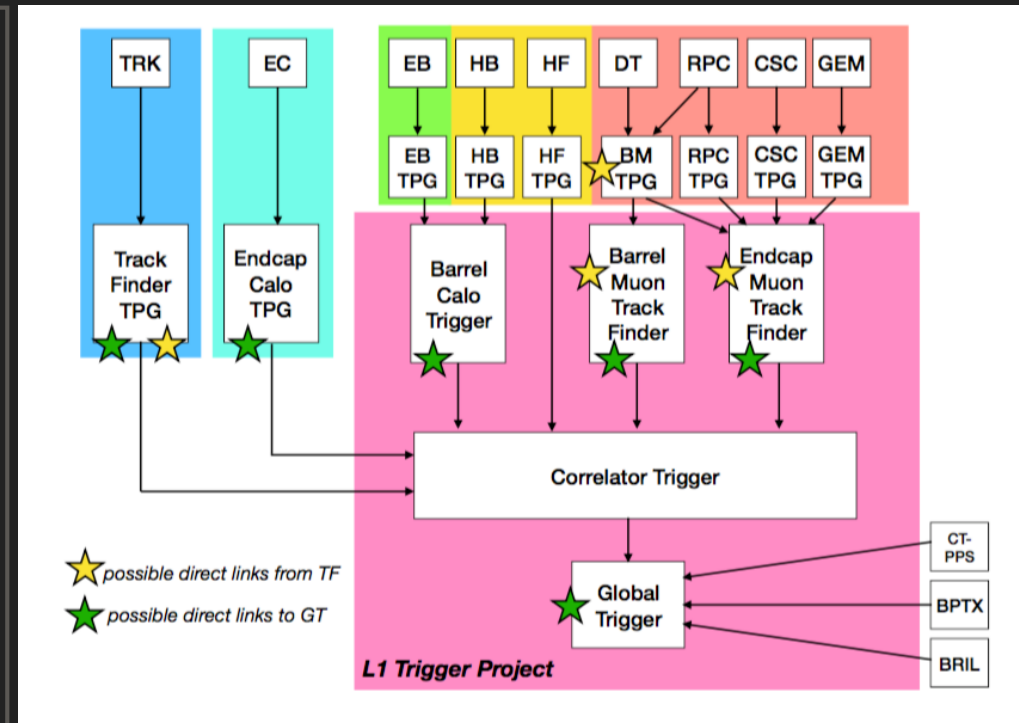 TRK
EC
EB
HB
HF
DT
RPC
CSC
GEM
EB
TPG
HB
TPG
HF
TPG
BM
TPG
RPC
TPG
CSC
TPG
GEM
TPG
Track
Finder
TPG
Endcap
Calo
TPG
Barrel
Calo
Trigger
Barrel
Muon
Track
Finder
Endcap
Muon
Track
Finder
Correlator Trigger
Global
Trigger
CT-
PPS
BPTX
BRIL
possible direct links from TF
possible direct links to GT
L1 Trigger Project